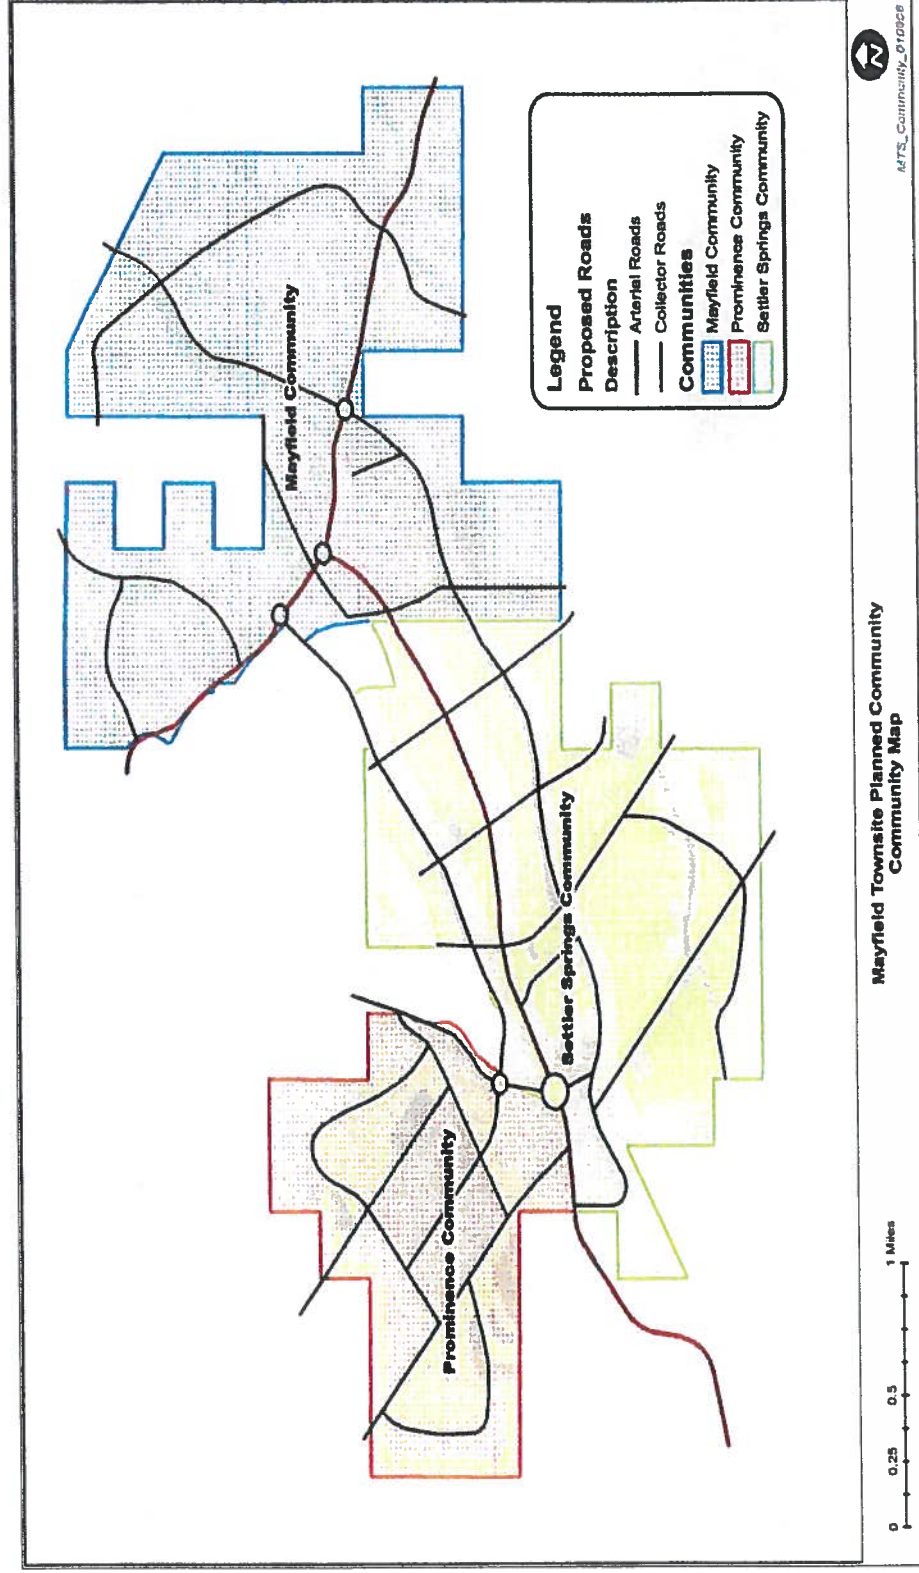 Mayfield Community
Prominence Community
Settler Springs Community
Legend
Proposed Roads
Description
Arterial Roads
Collector Roads
Communities
Mayfield Community
Prominence Community
Settler Springs Community
0 0.25 0.5 1 Miles
Mayfield Townsite Planned Community
Community Map
N